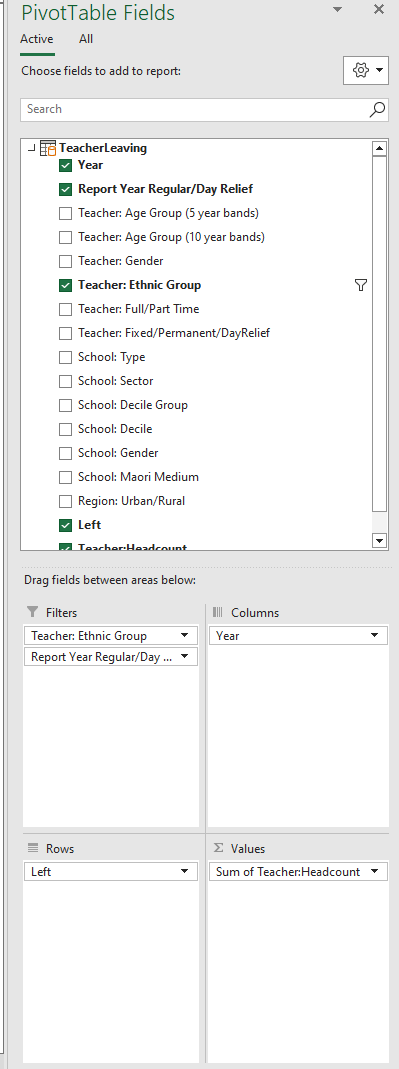 PivotTable Fields
Active All
Choose fields to add to report:
Search
TeacherLeaving
Year
Report Year Regular/Day Relief
Teacher: Age Group (5 year bands)
Teacher: Age Group (10 year bands)
Teacher: Gender
Teacher: Ethnic Group
Teacher: Full/Part Time
Teacher: Fixed/Permanent/DayRelief
School: Type
School: Sector
School: Decile Group
School: Decile
School: Gender
School: Maori Medium
Region: Urban/Rural
Left
Teacher:Headcount
Drag fields between areas below:
Filters
Teacher: Ethnic Group
Report Year Regular/Day ...
Columns
Year
Rows
Left
Σ Values
Sum of Teacher:Headcount